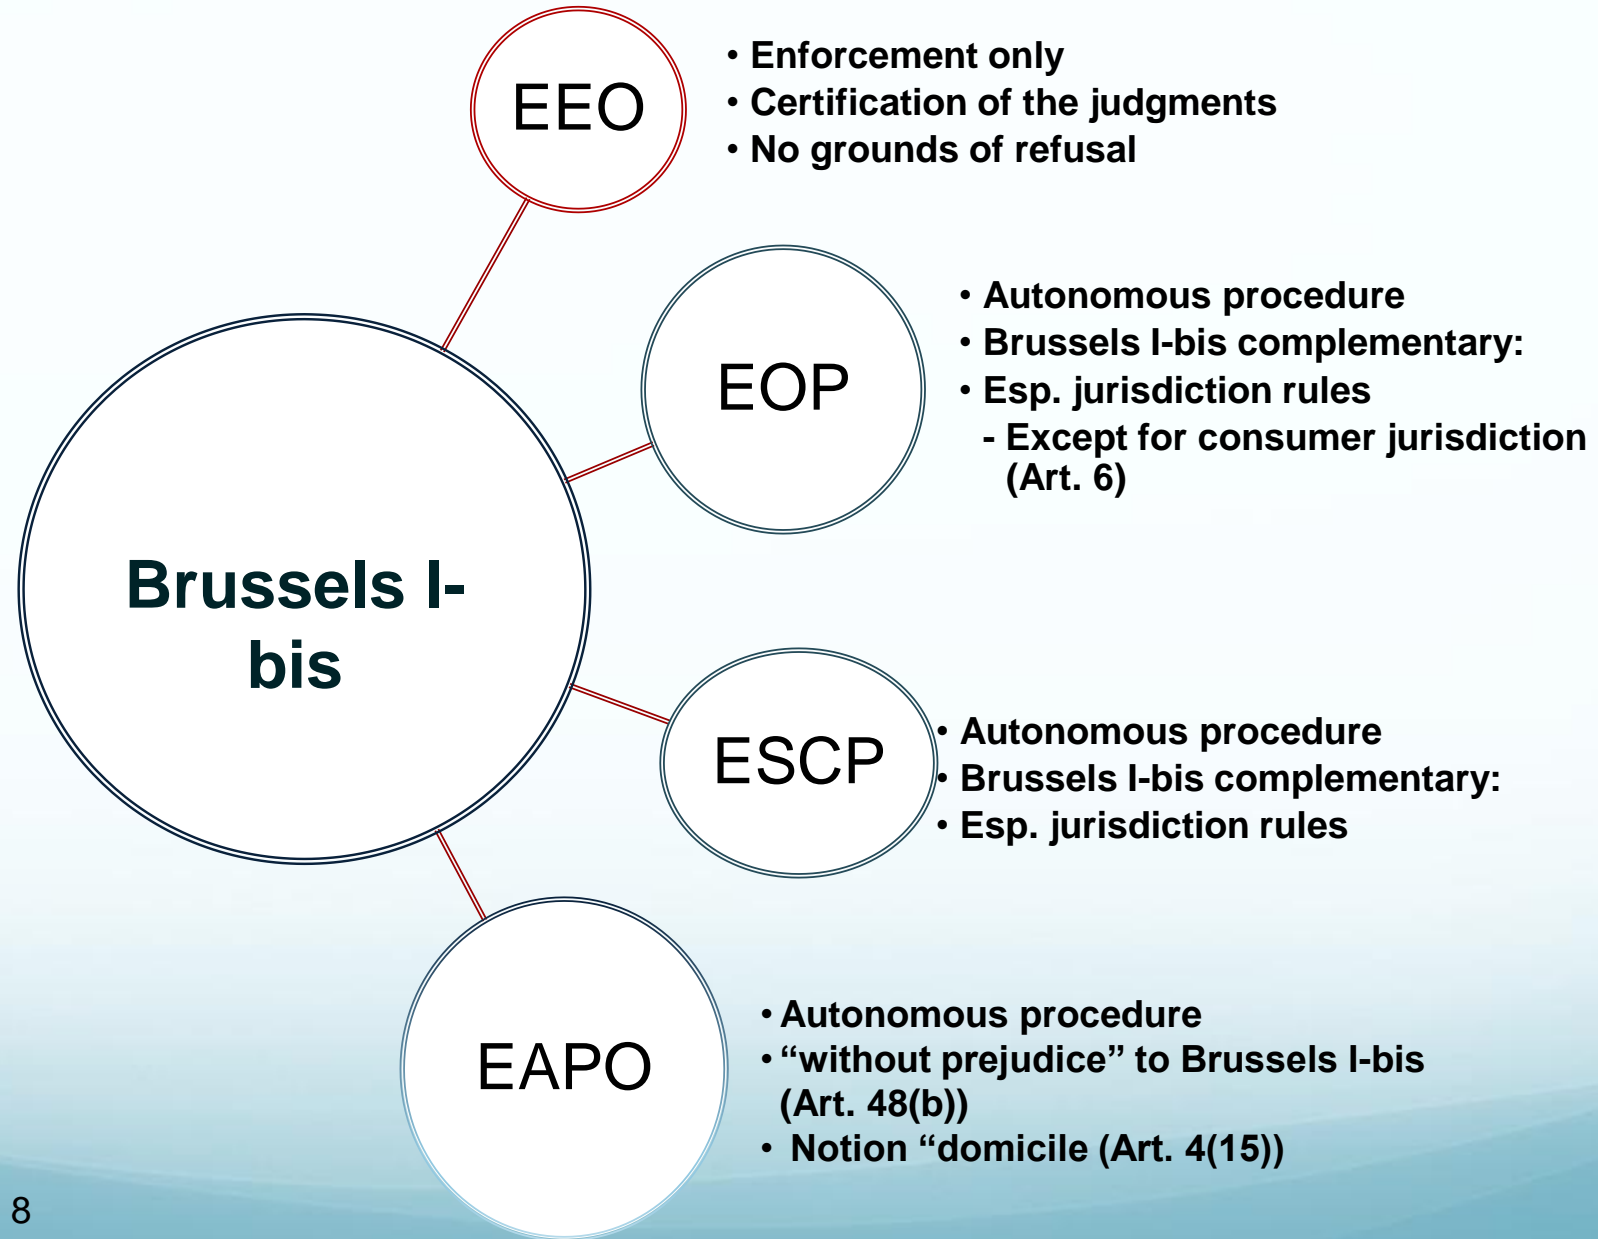 EEO
• Enforcement only
• Certification of the judgments
• No grounds of refusal
EOP
• Autonomous procedure
• Brussels I-bis complementary:
• Esp. jurisdiction rules
- Except for consumer jurisdiction
(Art. 6)
Brussels I-
bis
ESCP
• Autonomous procedure
• Brussels I-bis complementary:
• Esp. jurisdiction rules
EAPO
• Autonomous procedure
• “without prejudice” to Brussels I-bis
(Art. 48(b))
• Notion “domicile (Art. 4(15))
8